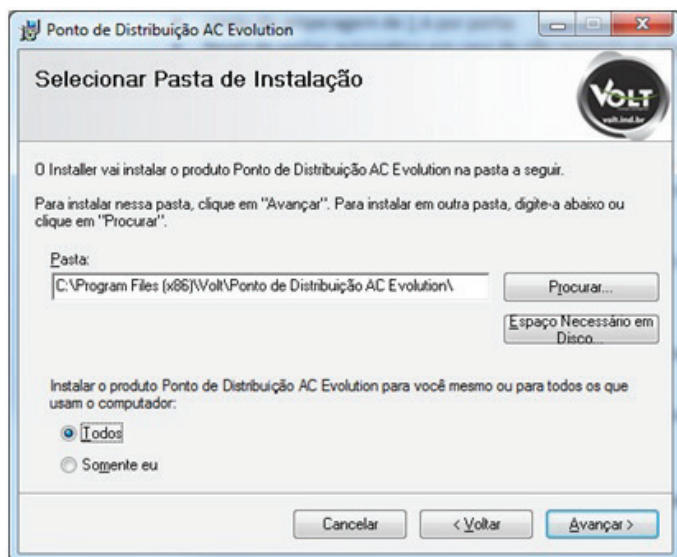 Ponto de Distribuição AC Evolution
Selecionar Pasta de Instalação
VOLT
volt.ind.br
O Installer vai instalar o produto Ponto de Distribuição AC Evolution na pasta a seguir.
Para instalar nessa pasta, clique em "Avançar". Para instalar em outra pasta, digite-a abaixo ou
clique em "Procurar".
Pasta:
C:\Program Files (x86)\Volt\Ponto de Distribuição AC Evolution\
Procurar...
Espaço Necessário em
Disco...
Instalar o produto Ponto de Distribuição AC Evolution para você mesmo ou para todos os que
usam o computador:
Todos
Somente eu
Cancelar
< Voltar
Avançar >